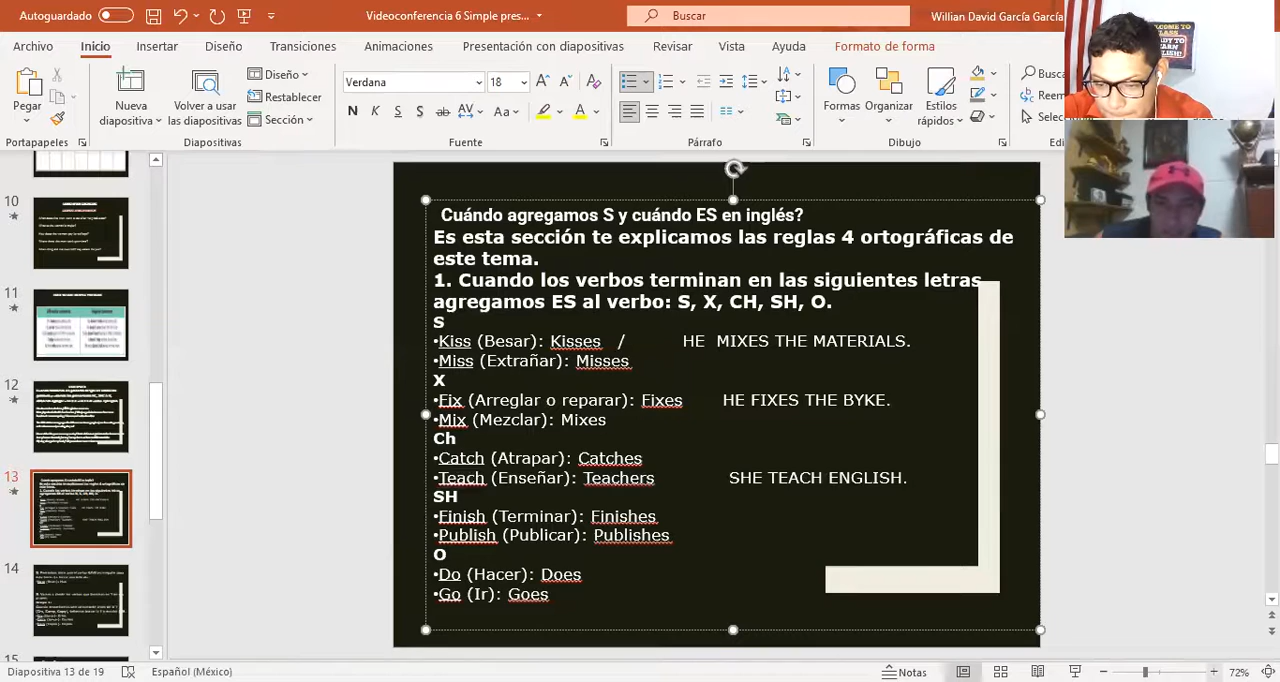 Autoguardado
Videoconferencia 6 Simple pres...
Buscar
Willian David García García
Archivo
Inicio
Insertar
Diseño
Transiciones
Animaciones
Presentación con diapositivas
Revisar
Vista
Ayuda
Formato de forma
Pegar
Nueva diapositiva
Volver a usar las diapositivas
Diseño
Restablecer
Sección
Verdana
18
N
K
S
S
ab
AV
Aa
A
Formas
Organizar
Estilos rápidos
Portapapeles
Diapositivas
Fuente
Párrafo
Dibujo
10
11
12
13
14
15
Cuándo agregamos S y cuándo ES en inglés?
Es esta sección te explicamos las reglas 4 ortográficas de
este tema.
1. Cuando los verbos terminan en las siguientes letras
agregamos ES al verbo: S, X, CH, SH, O.
S
•Kiss (Besar): Kisses / HE MIXES THE MATERIALS.
•Miss (Extrañar): Misses
X
•Fix (Arreglar o reparar): Fixes HE FIXES THE BYKE.
•Mix (Mezclar): Mixes
Ch
•Catch (Atrapar): Catches
•Teach (Enseñar): Teachers SHE TEACH ENGLISH.
SH
•Finish (Terminar): Finishes
•Publish (Publicar): Publishes
O
•Do (Hacer): Does
•Go (Ir): Goes
Diapositiva 13 de 19
Español (México)
Notas
72%